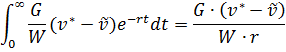 ∫₀^∞ G/W (v* − ṽ)e^{−rt}dt = G · (v* − ṽ)/W · r